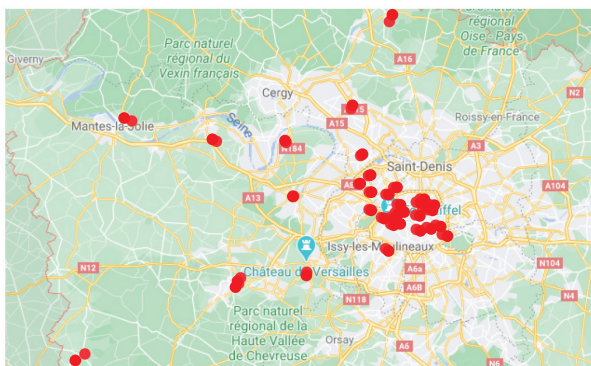 régional
Oise - Pays
de France
Giverny
Parc naturel
régional du
Vexin français
A16
N2
Cergy
A15
Roissy-en-France
Mantes-la-Jolie
Seine
A15
A3
N184
Saint-Denis
A104
A13
Issy-les-Moulineaux
N12
Château de Versailles
A6a
N104
A6B
N118
N4
Parc naturel
régional de la
Haute Vallée
de Chevreuse
Orsay
A6
N6